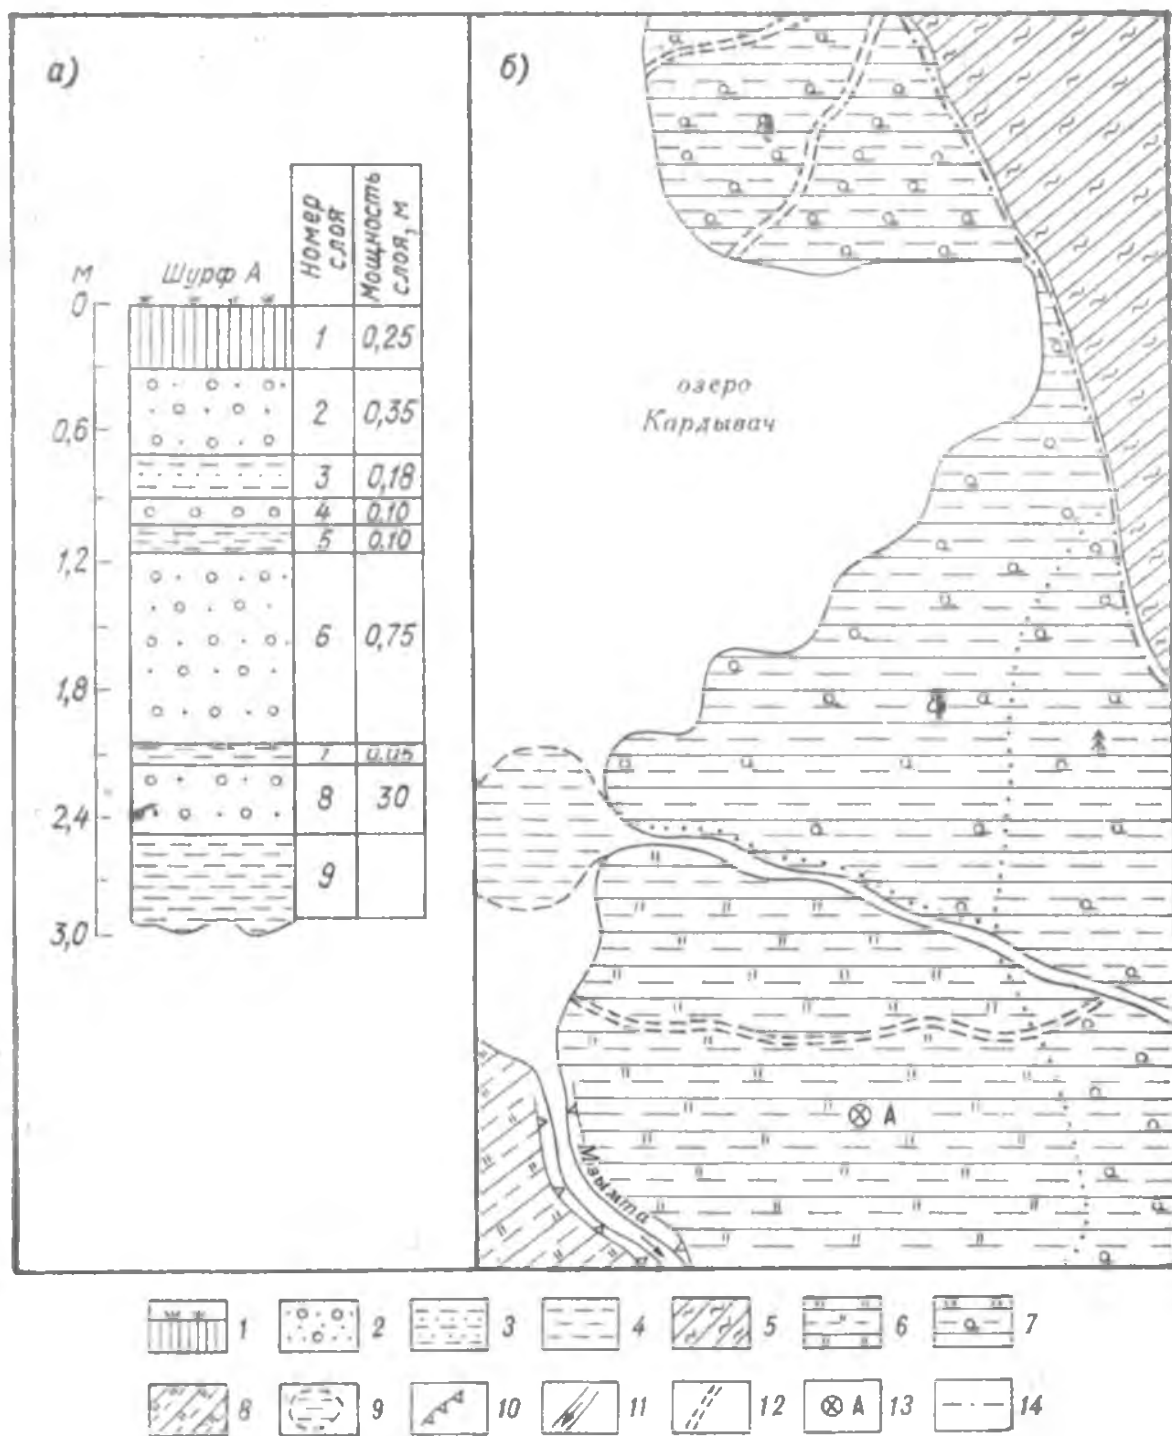 а)
б)
Номер слоя
Мощность слоя, м
м
Шурф А
0
0,6
1,2
1,8
2,4
3,0
1 0,25
2 0,35
3 0,18
4 0,10
5 0,10
6 0,75
7 0,05
8 30
9
озеро
Кардывач
А
Мзымта
1 2 3 4 5 6 7
8 9 10 11 12 А 13 14